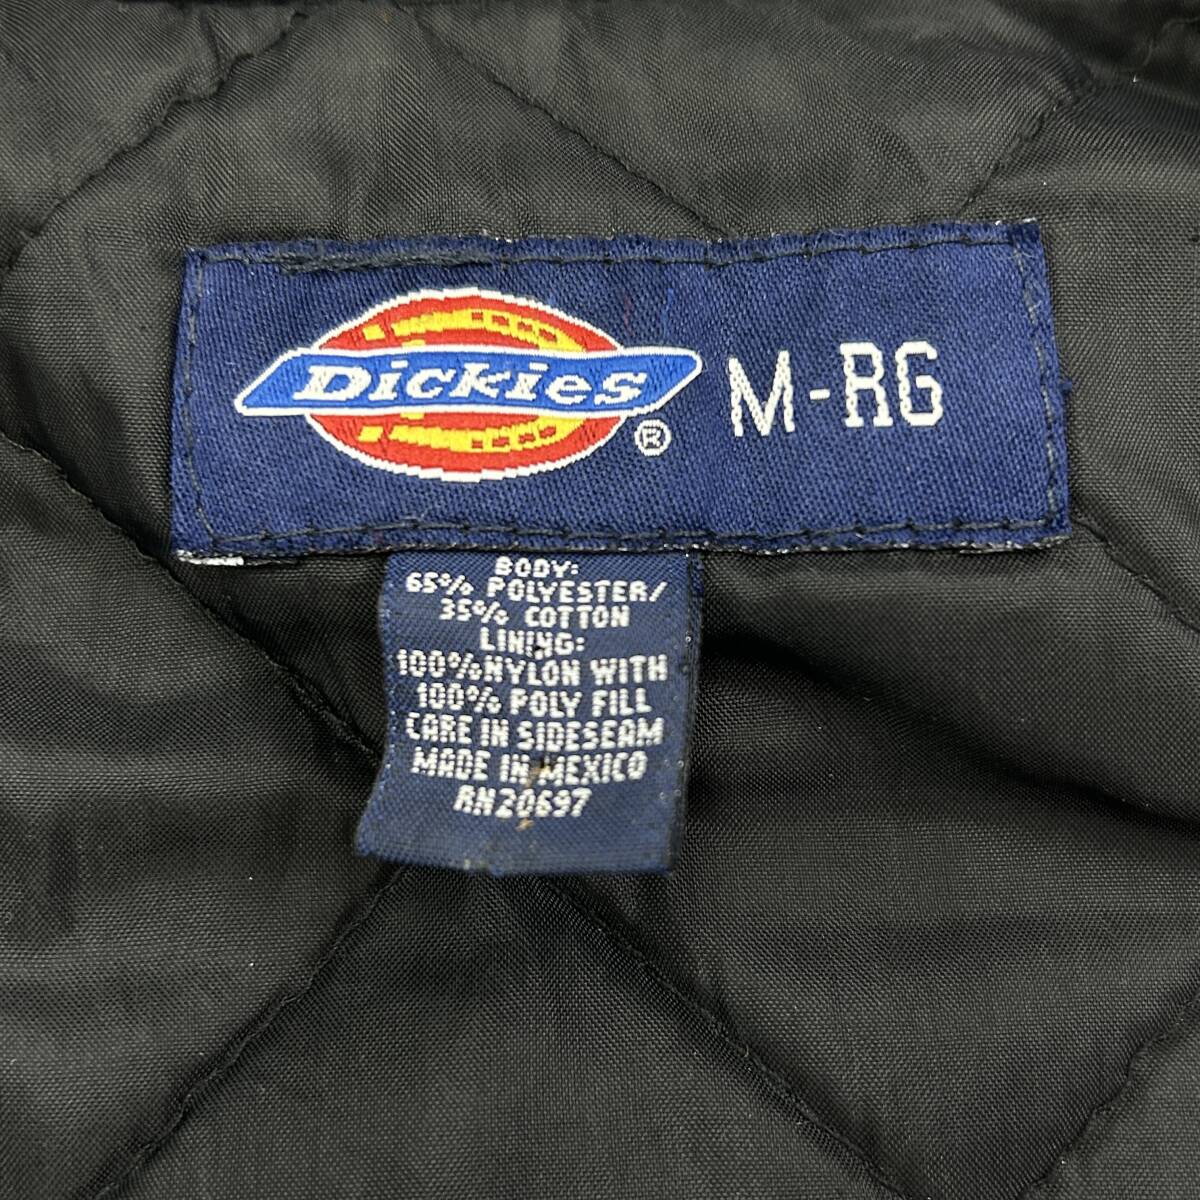 Dickies ® M-RG
BODY:
65% POLYESTER/
35% COTTON
LINING:
100% NYLON WITH
100% POLY FILL
CARE IN SIDESEAM
MADE IN MEXICO
RN20697